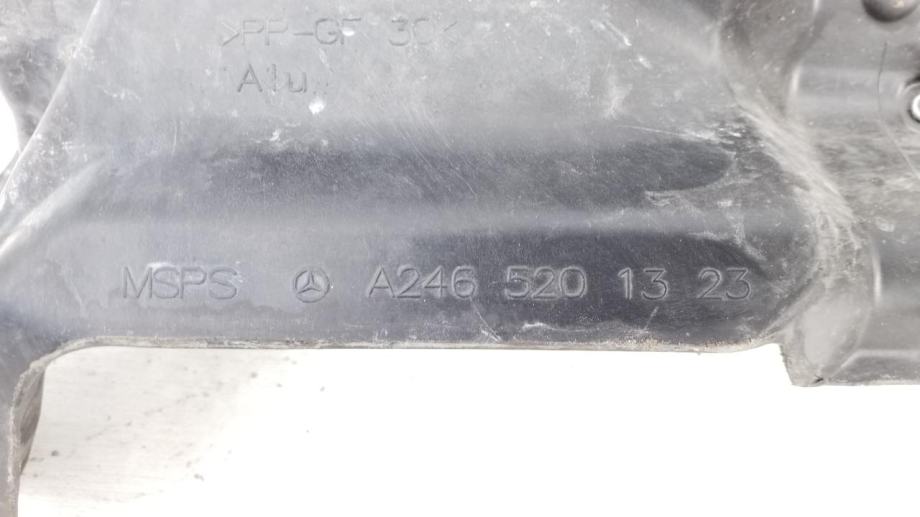 >PP-GF 30<
Alu
MSPS A246 520 13 23